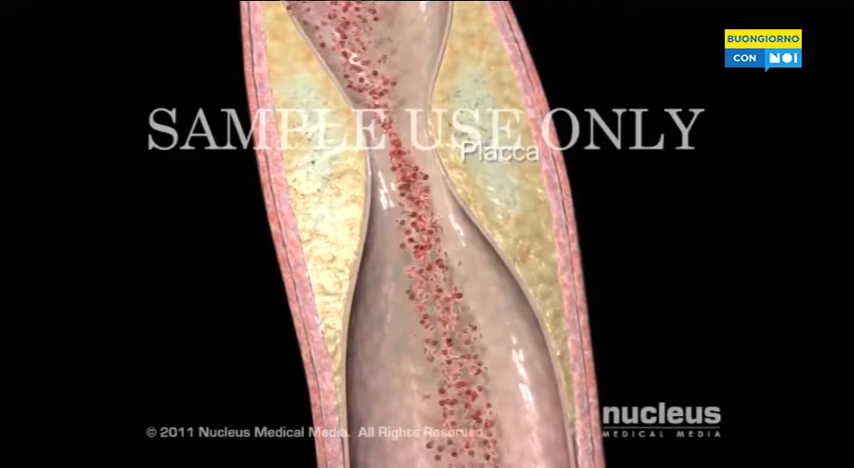 BUONGIORNO
CON NOI
SAMPLE USE ONLY
Placca
nucleus
MEDICAL MEDIA
© 2011 Nucleus Medical Media. All Rights Reserved.